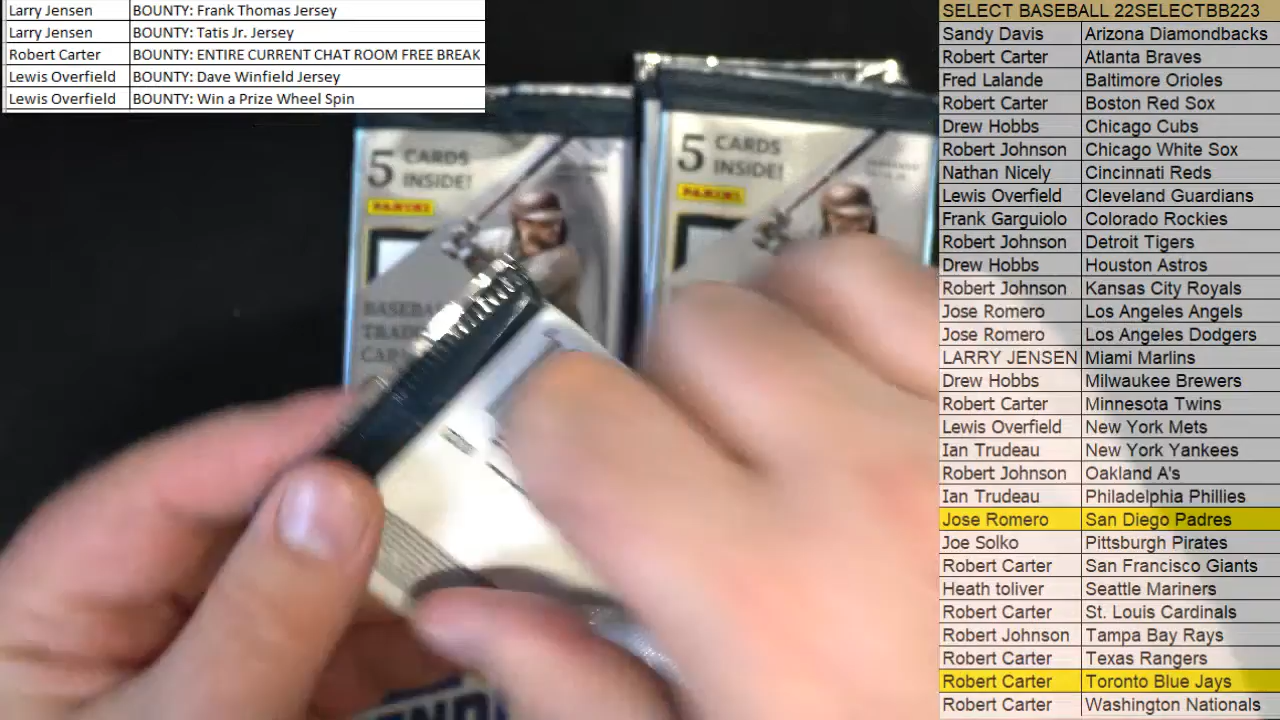 Larry Jensen BOUNTY: Frank Thomas Jersey
Larry Jensen BOUNTY: Tatis Jr. Jersey
Robert Carter BOUNTY: ENTIRE CURRENT CHAT ROOM FREE BREAK
Lewis Overfield BOUNTY: Dave Winfield Jersey
Lewis Overfield BOUNTY: Win a Prize Wheel Spin
5 CARDS
INSIDE!
PANINI
BASEBALL
5 CARDS
INSIDE!
PANINI
SELECT BASEBALL 22SELECTBB223
Sandy Davis Arizona Diamondbacks
Robert Carter Atlanta Braves
Fred Lalande Baltimore Orioles
Robert Carter Boston Red Sox
Drew Hobbs Chicago Cubs
Robert Johnson Chicago White Sox
Nathan Nicely Cincinnati Reds
Lewis Overfield Cleveland Guardians
Frank Garguiolo Colorado Rockies
Robert Johnson Detroit Tigers
Drew Hobbs Houston Astros
Robert Johnson Kansas City Royals
Jose Romero Los Angeles Angels
Jose Romero Los Angeles Dodgers
LARRY JENSEN Miami Marlins
Drew Hobbs Milwaukee Brewers
Robert Carter Minnesota Twins
Lewis Overfield New York Mets
Ian Trudeau New York Yankees
Robert Johnson Oakland A's
Ian Trudeau Philadelphia Phillies
Jose Romero San Diego Padres
Joe Solko Pittsburgh Pirates
Robert Carter San Francisco Giants
Heath toliver Seattle Mariners
Robert Carter St. Louis Cardinals
Robert Johnson Tampa Bay Rays
Robert Carter Texas Rangers
Robert Carter Toronto Blue Jays
Robert Carter Washington Nationals